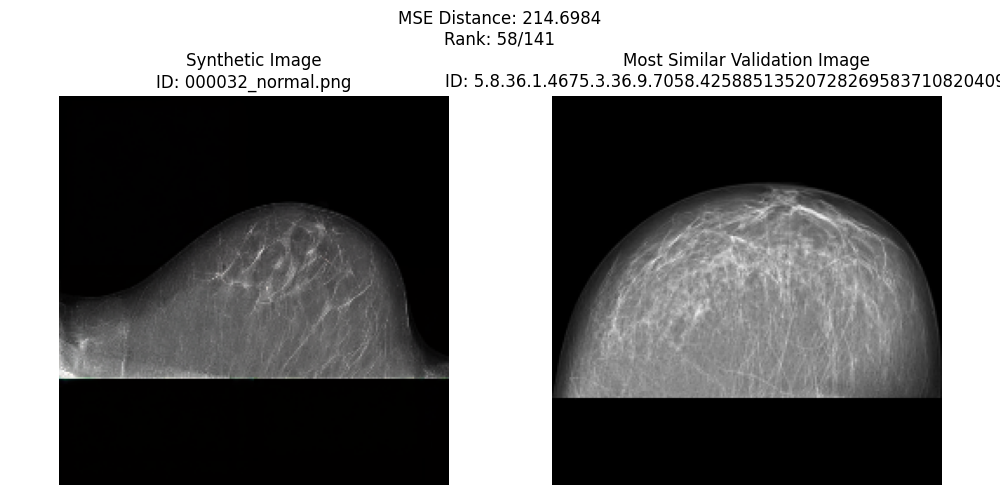 MSE Distance: 214.6984
Rank: 58/141
Synthetic Image
ID: 000032_normal.png
Most Similar Validation Image
ID: 5.8.36.1.4675.3.36.9.7058.42588513520728269583710820409